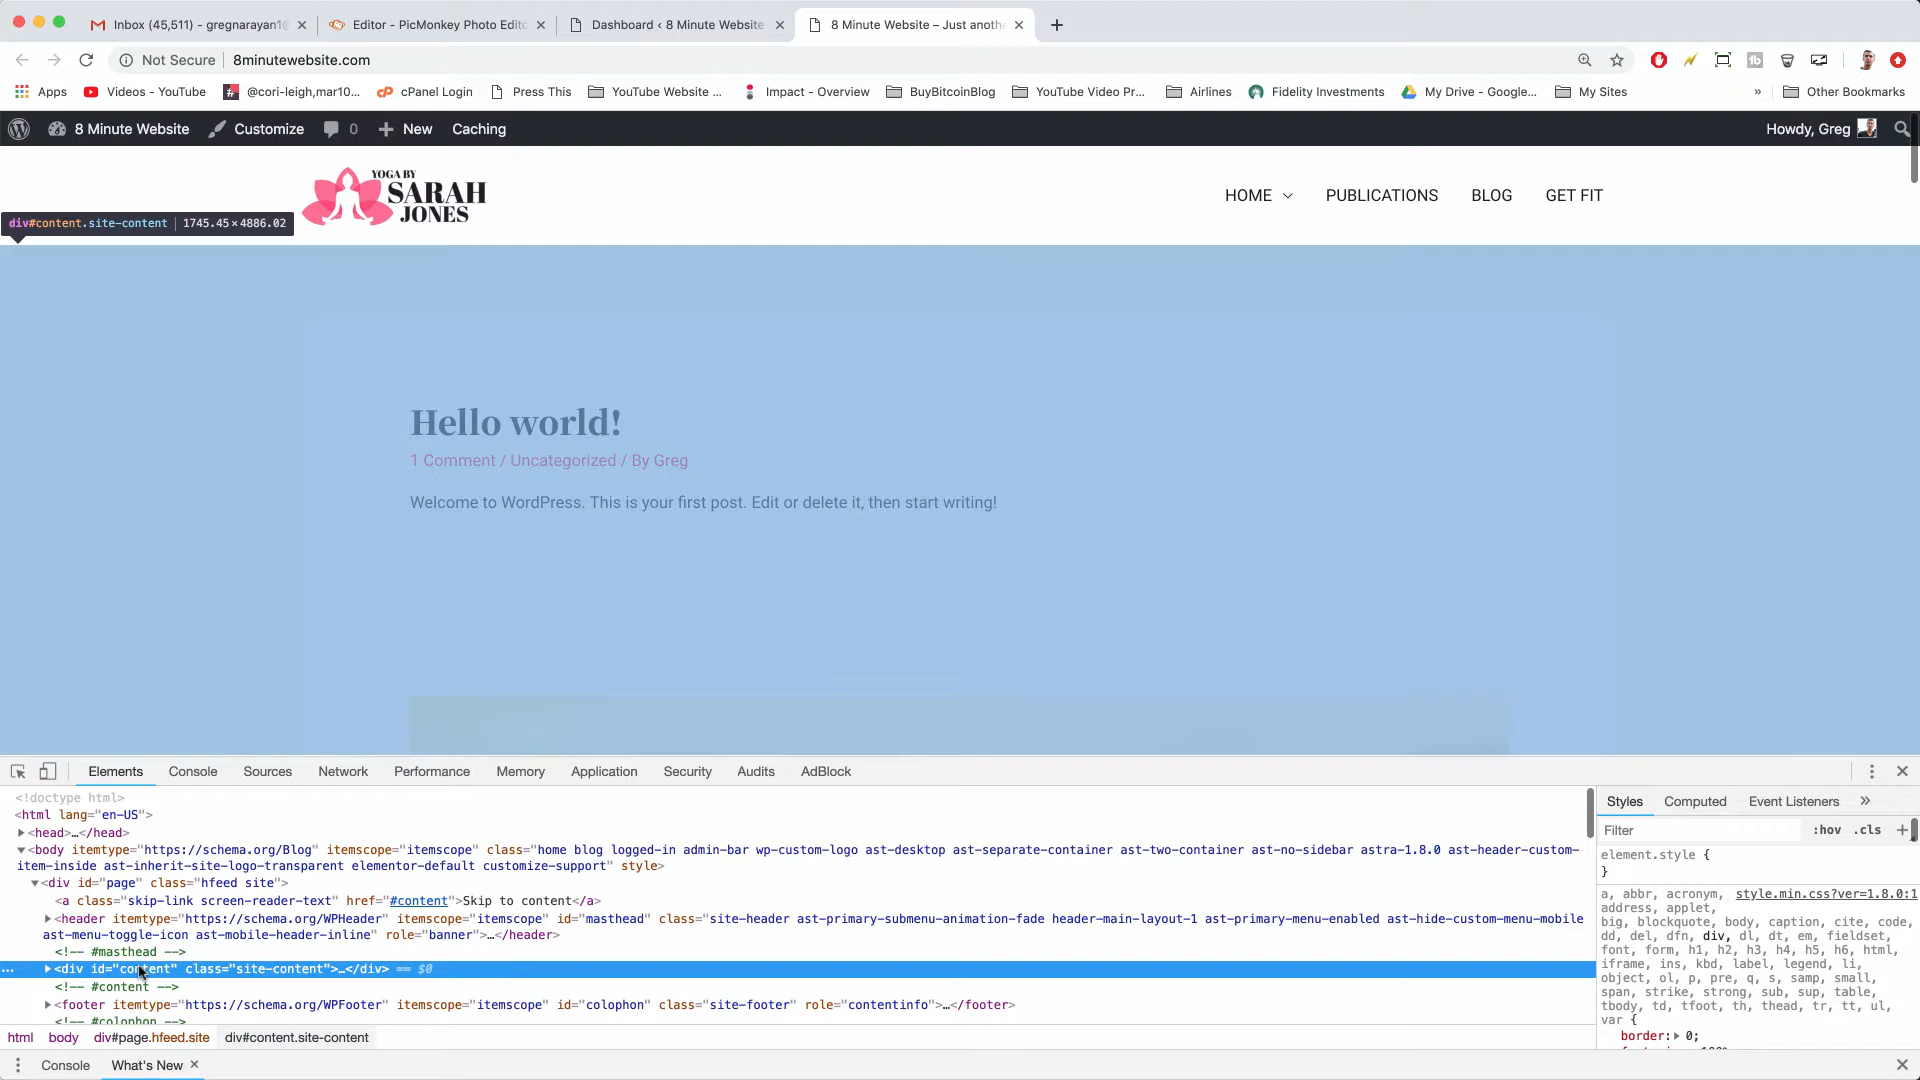 Inbox (45,511) – gregnarayan1@
Editor - PicMonkey Photo Edito
Dashboard ‹ 8 Minute Website
8 Minute Website – Just anoth
Not Secure
8minutewebsite.com
Apps
Videos - YouTube
@cori-leigh,mar10...
cPanel Login
Press This
YouTube Website ...
Impact - Overview
BuyBitcoinBlog
YouTube Video Pr...
Airlines
Fidelity Investments
My Drive - Google...
My Sites
»
Other Bookmarks
8 Minute Website
Customize
0
New
Caching
Howdy, Greg
YOGA BY
SARAH
JONES
HOME
PUBLICATIONS
BLOG
GET FIT
div#content.site-content
1745.45×4886.02
Hello world!
1 Comment / Uncategorized / By Greg
Welcome to WordPress. This is your first post. Edit or delete it, then start writing!
Elements
Console
Sources
Network
Performance
Memory
Application
Security
Audits
AdBlock
<!doctype html>
<html lang="en-US">
<head>…</head>
<body itemtype="https://schema.org/Blog" itemscope="itemscope" class="home blog logged-in admin-bar wp-custom-logo ast-desktop ast-separate-container ast-two-container ast-no-sidebar astra-1.8.0 ast-header-custom-
item-inside ast-inherit-site-logo-transparent elementor-default customize-support" style>
<div id="page" class="hfeed site">
<a class="skip-link screen-reader-text" href="#content">Skip to content</a>
<header itemtype="https://schema.org/WPHeader" itemscope="itemscope" id="masthead" class="site-header ast-primary-submenu-animation-fade header-main-layout-1 ast-primary-menu-enabled ast-hide-custom-menu-mobile
ast-menu-toggle-icon ast-mobile-header-inline" role="banner">…</header>
<!-- #masthead -->
<div id="content" class="site-content">…</div> == $0
<!-- #content -->
<footer itemtype="https://schema.org/WPFooter" itemscope="itemscope" id="colophon" class="site-footer" role="contentinfo">…</footer>
<!-- #colophon -->
html
body
div#page.hfeed.site
div#content.site-content
Styles
Computed
Event Listeners
»
Filter
:hov
.cls
element.style {
}
a, abbr, acronym,
style.min.css?ver=1.8.0:1
address, applet,
big, blockquote, body, caption, cite, code,
dd, del, dfn, div, dl, dt, em, fieldset,
font, form, h1, h2, h3, h4, h5, h6, html,
iframe, ins, kbd, label, legend, li,
object, ol, p, pre, q, s, samp, small,
span, strike, strong, sub, sup, table,
tbody, td, tfoot, th, thead, tr, tt, ul,
var {
border: 0;
Console
What's New